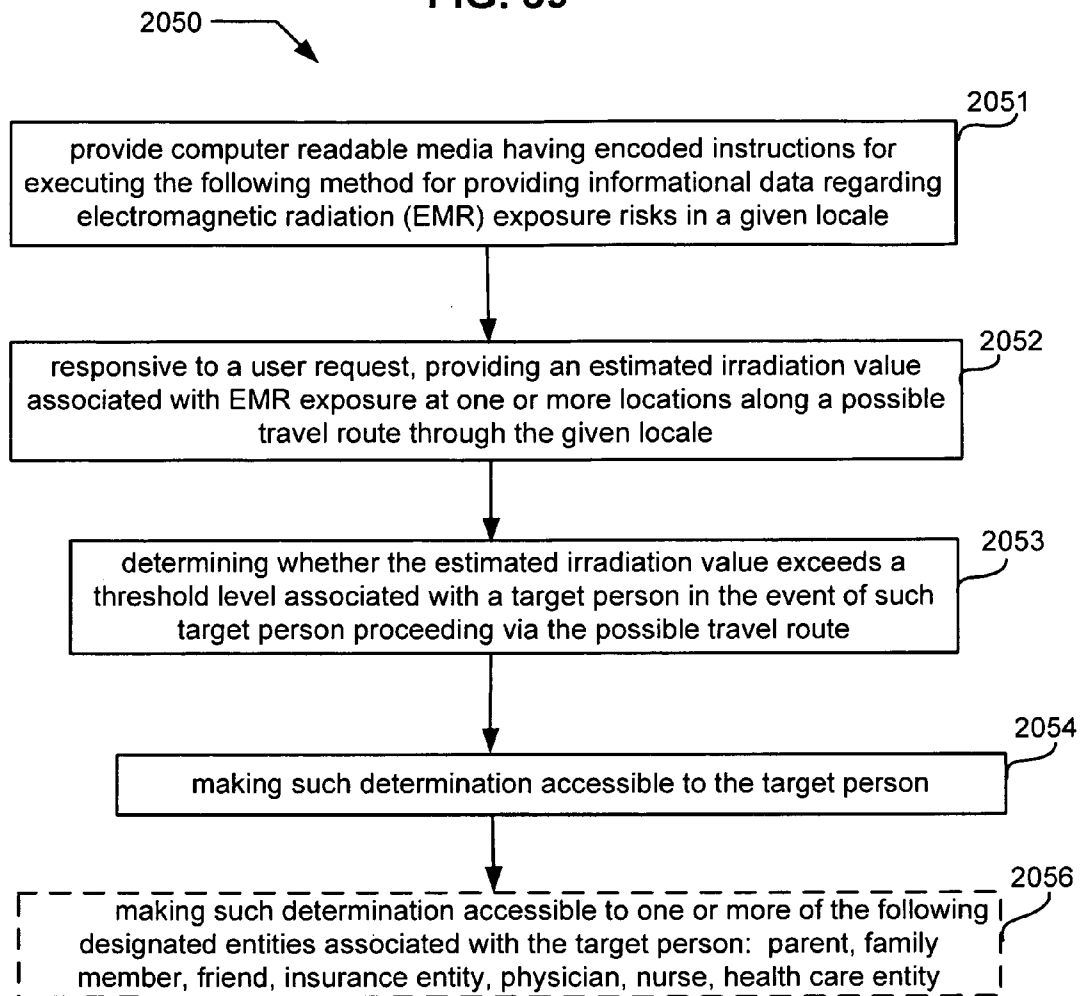 2050
2051
provide computer readable media having encoded instructions for
executing the following method for providing informational data regarding
electromagnetic radiation (EMR) exposure risks in a given locale
2052
responsive to a user request, providing an estimated irradiation value
associated with EMR exposure at one or more locations along a possible
travel route through the given locale
2053
determining whether the estimated irradiation value exceeds a
threshold level associated with a target person in the event of such
target person proceeding via the possible travel route
2054
making such determination accessible to the target person
2056
making such determination accessible to one or more of the following
designated entities associated with the target person: parent, family
member, friend, insurance entity, physician, nurse, health care entity